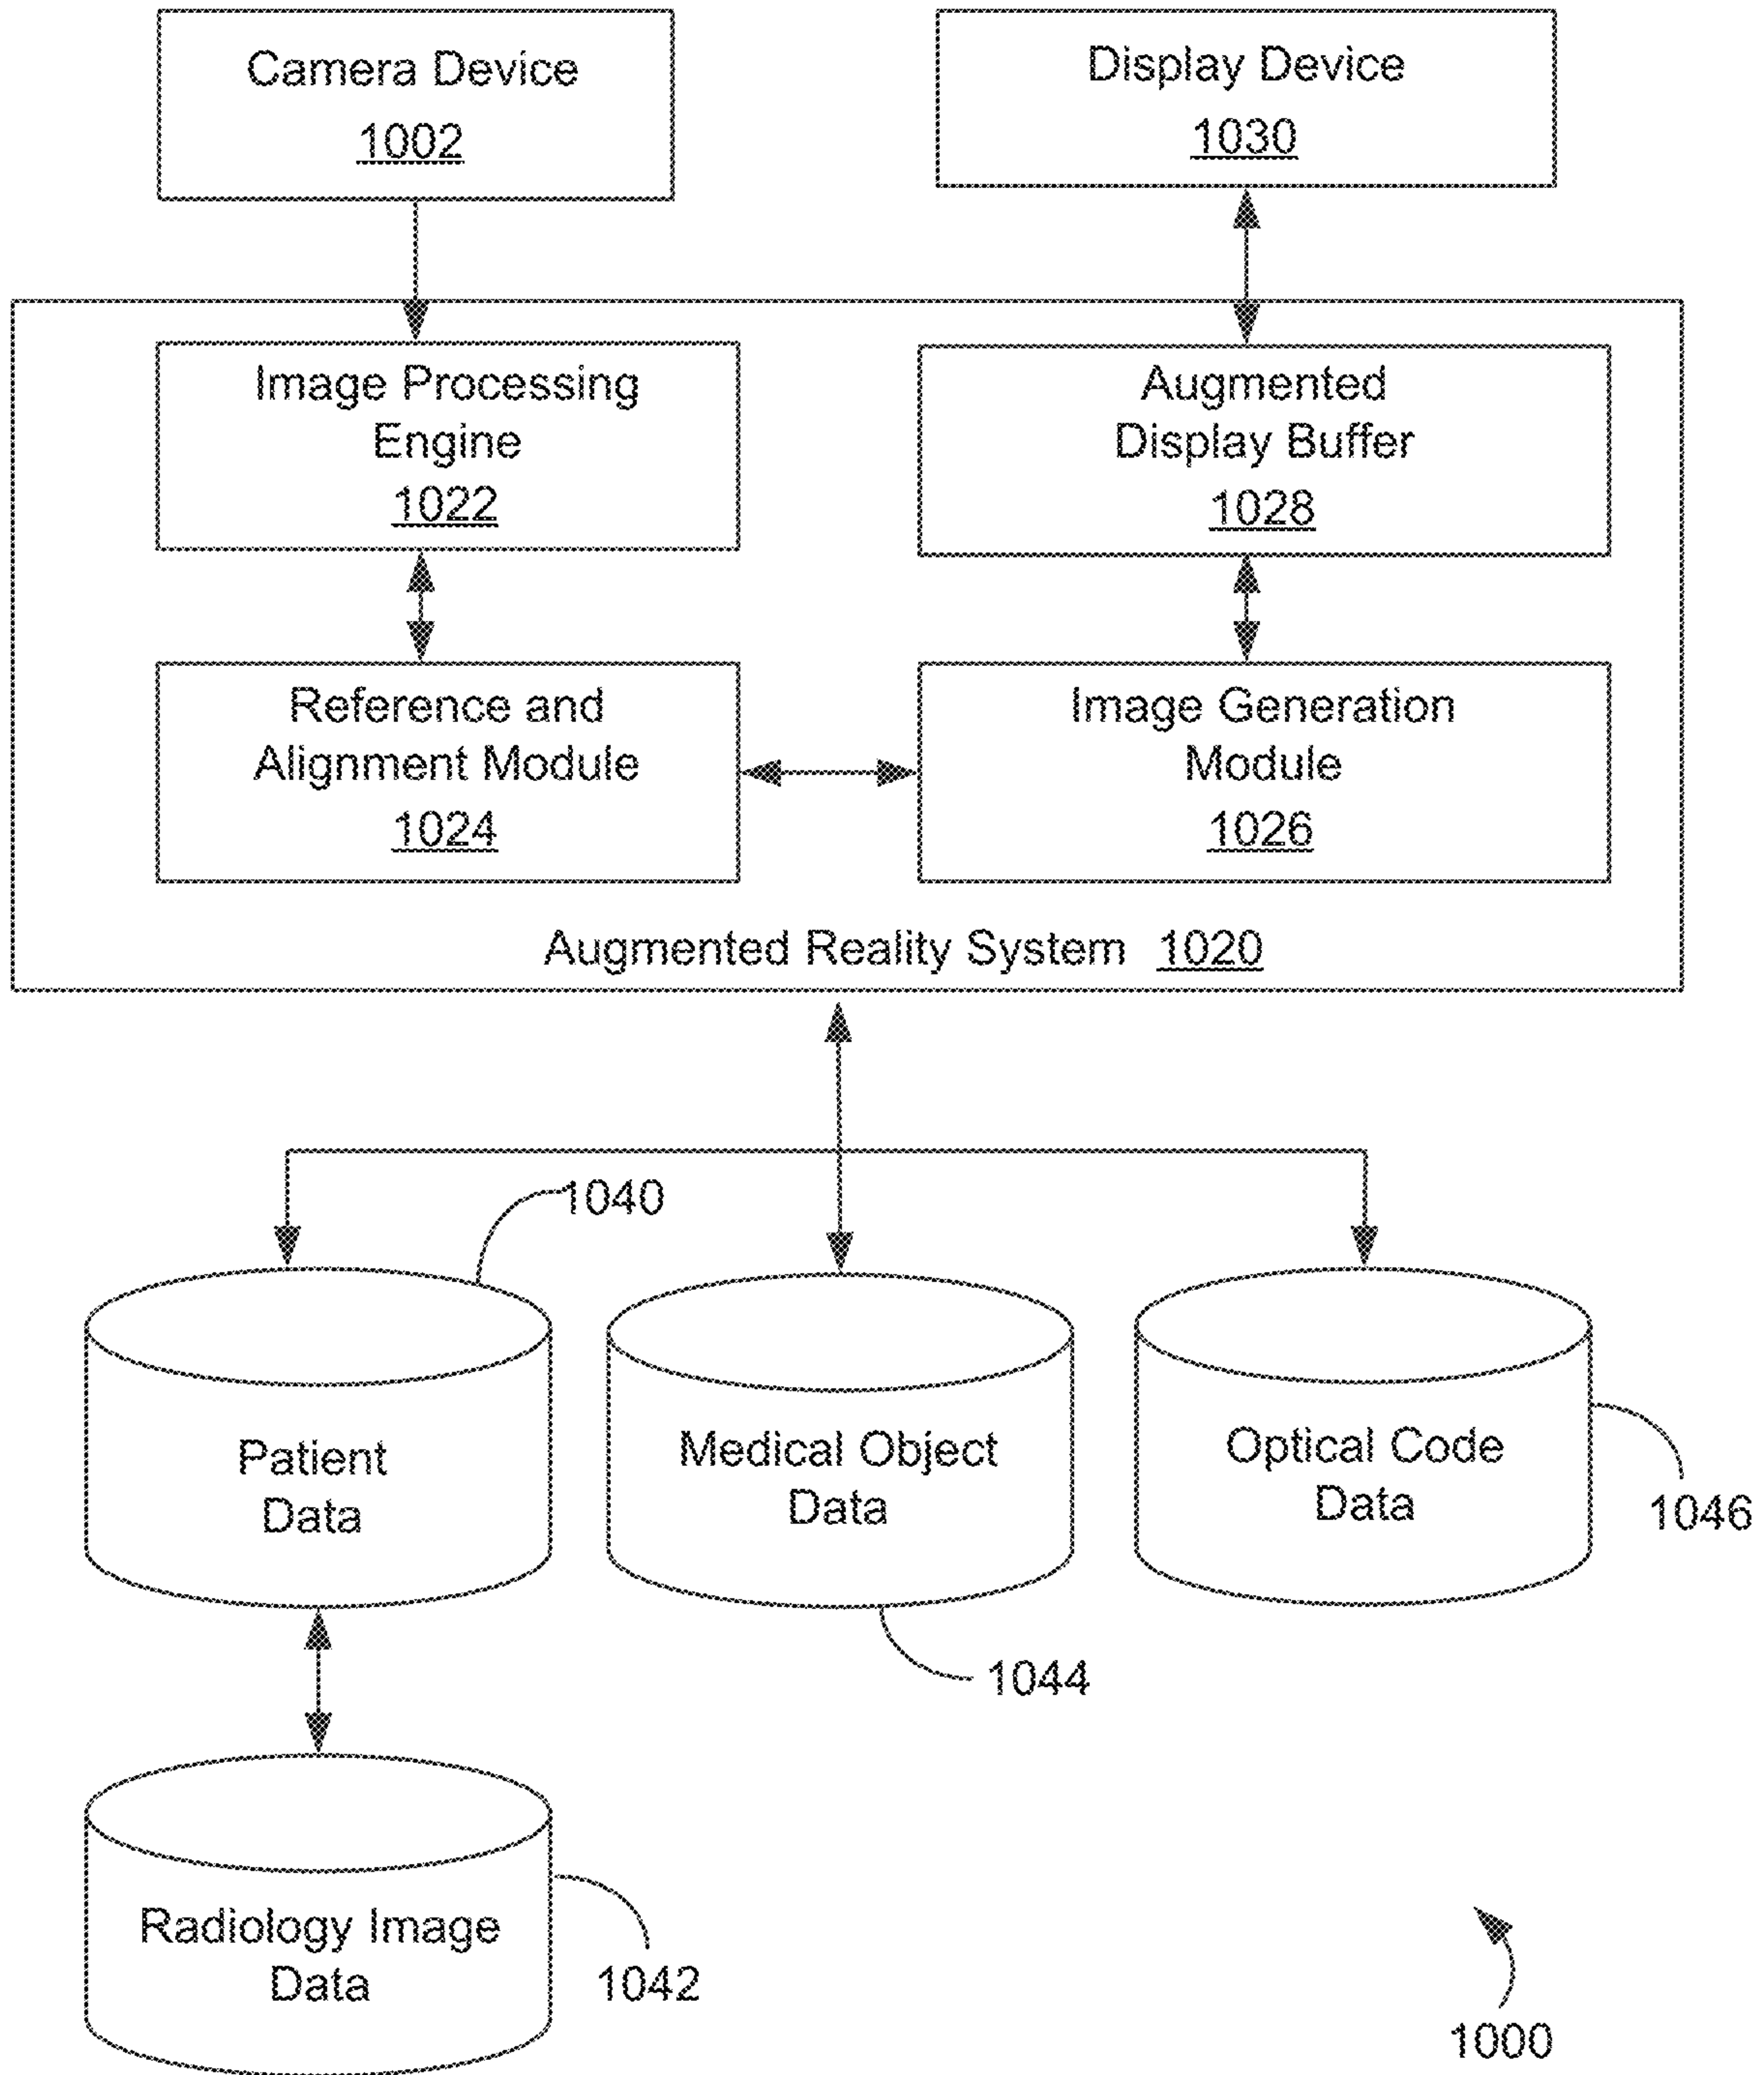 Camera Device
1002
Display Device
1030
Image Processing
Engine
1022
Augmented
Display Buffer
1028
Reference and
Alignment Module
1024
Image Generation
Module
1026
Augmented Reality System 1020
1040
Patient
Data
Medical Object
Data
Optical Code
Data
1046
1044
Radiology Image
Data
1042
1000